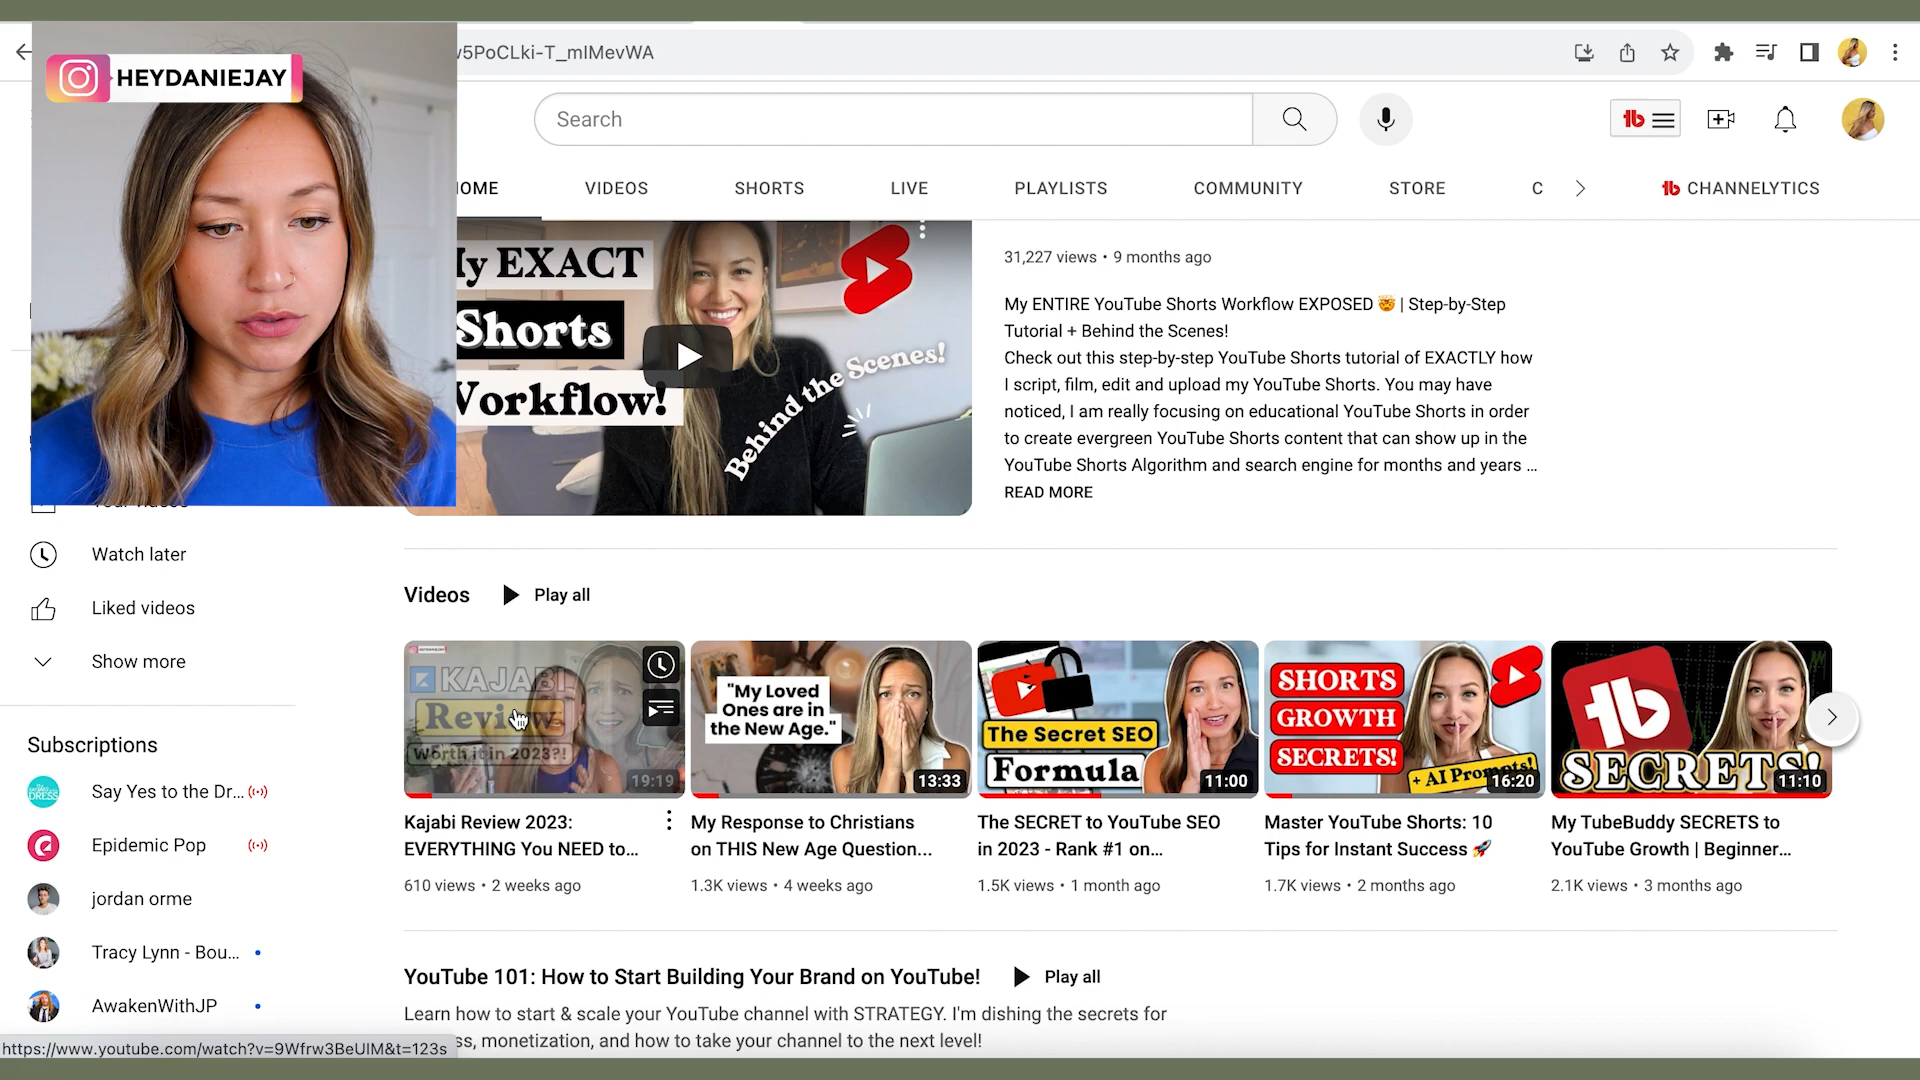 HEYDANIEJAY
v5PoCLki-T_mIMevWA
Search
OME
VIDEOS
SHORTS
LIVE
PLAYLISTS
COMMUNITY
STORE
C
CHANNELYTICS
My EXACT
Shorts
Workflow!
Behind the Scenes!
31,227 views • 9 months ago
My ENTIRE YouTube Shorts Workflow EXPOSED 🤯 | Step-by-Step
Tutorial + Behind the Scenes!
Check out this step-by-step YouTube Shorts tutorial of EXACTLY how
I script, film, edit and upload my YouTube Shorts. You may have
noticed, I am really focusing on educational YouTube Shorts in order
to create evergreen YouTube Shorts content that can show up in the
YouTube Shorts Algorithm and search engine for months and years ...
READ MORE
Your videos
Watch later
Liked videos
Show more
Subscriptions
Say Yes to the Dr...
Epidemic Pop
jordan orme
Tracy Lynn - Bou...
AwakenWithJP
Videos
Play all
KAJABI
Review
Worth it in 2023?!
19:19
Kajabi Review 2023:
EVERYTHING You NEED to...
610 views • 2 weeks ago
"My Loved
Ones are in
the New Age."
13:33
My Response to Christians
on THIS New Age Question...
1.3K views • 4 weeks ago
The Secret SEO
Formula
11:00
The SECRET to YouTube SEO
in 2023 - Rank #1 on...
1.5K views • 1 month ago
SHORTS
GROWTH
SECRETS!
+ AI Prompts!
16:20
Master YouTube Shorts: 10
Tips for Instant Success 🚀
1.7K views • 2 months ago
SECRETS!
11:10
My TubeBuddy SECRETS to
YouTube Growth | Beginner...
2.1K views • 3 months ago
YouTube 101: How to Start Building Your Brand on YouTube!
Play all
Learn how to start & scale your YouTube channel with STRATEGY. I'm dishing the secrets for
ss, monetization, and how to take your channel to the next level!
https://www.youtube.com/watch?v=9Wfrw3BeUIM&t=123s